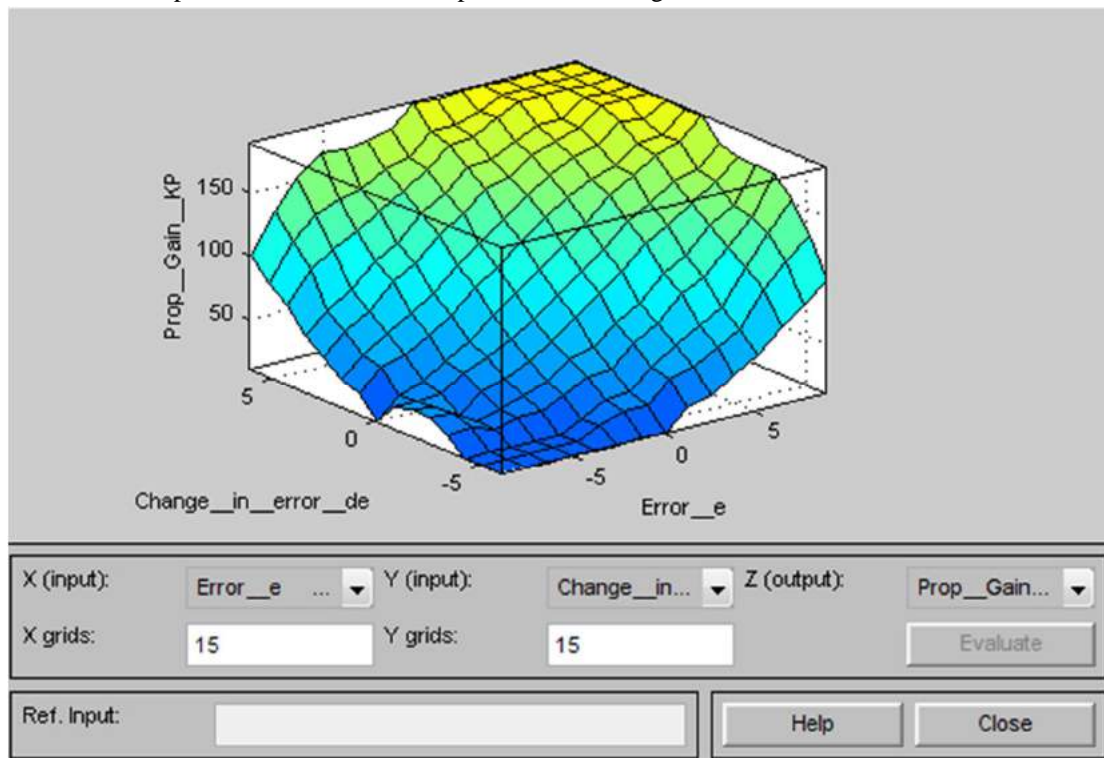 150
100
50
Prop__Gain__KP
5
0
-5
Change__in__error__de
-5
0
5
Error__e
X (input): Error__e ... Y (input): Change__in... Z (output): Prop__Gain...
X grids: 15 Y grids: 15 Evaluate
Ref. Input: Help Close